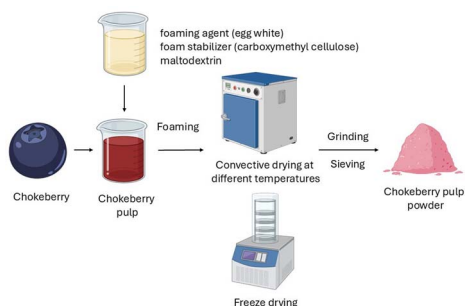 foaming agent (egg white)
foam stabilizer (carboxymethyl cellulose)
maltodextrin
Foaming
Grinding
Sieving
Chokeberry
Chokeberry
pulp
Convective drying at
different temperatures
Chokeberry pulp
powder
Freeze drying